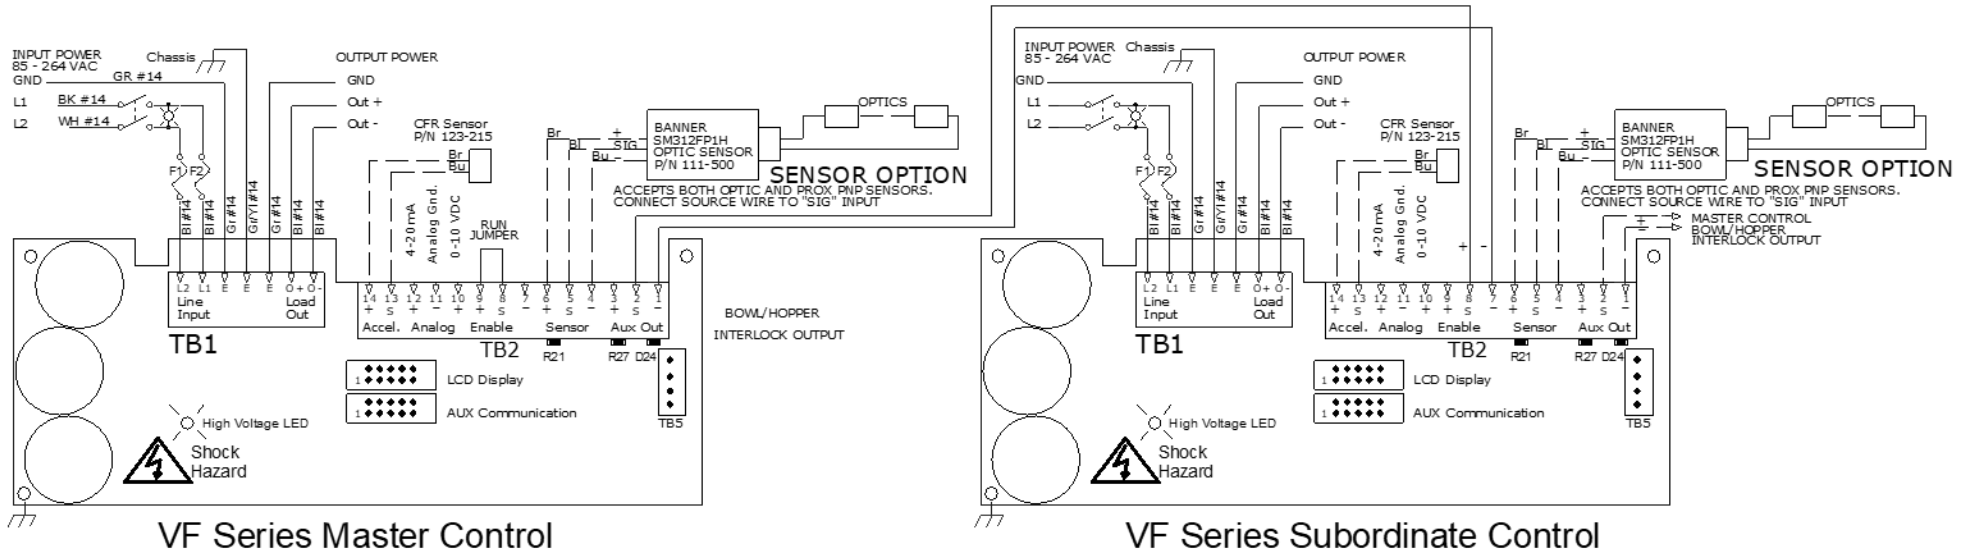 INPUT POWER
85 - 264 VAC
Chassis
OUTPUT POWER
GND
GR #14
GND
L1
BK #14
Out +
L2
WH #14
Out -
CFR Sensor
P/N 123-215
Br
Bu
F1
F2
Bl#14
Bl#14
Gr#14
Gr/Yl#14
Gr#14
Bl#14
Bl#14
4-20mA
Analog Gnd.
0-10 VDC
RUN
JUMPER
Br
Bl
Bu
+
SIG
-
BANNER
SM312FP1H
OPTIC SENSOR
P/N 111-500
OPTICS
SENSOR OPTION
ACCEPTS BOTH OPTIC AND PROX PNP SENSORS.
CONNECT SOURCE WIRE TO "SIG" INPUT
L2 L1 E E E O+ O-
Line
Input
Load
Out
TB1
14 13 12 11 10 9 8 7 6 5 4 3 2 1
+ S + - + + S - + S - + S -
Accel. Analog Enable Sensor Aux Out
TB2
R21
R27
D24
BOWL/HOPPER
INTERLOCK OUTPUT
1
LCD Display
1
AUX Communication
TB5
High Voltage LED
Shock
Hazard
VF Series Master Control
INPUT POWER
85 - 264 VAC
Chassis
OUTPUT POWER
GND
GND
L1
Out +
L2
Out -
CFR Sensor
P/N 123-215
Br
Bu
F1
F2
Bl#14
Bl#14
Gr#14
Gr/Yl#14
Gr#14
Bl#14
Bl#14
4-20mA
Analog Gnd.
0-10 VDC
+ -
Br
Bl
Bu
+
SIG
-
BANNER
SM312FP1H
OPTIC SENSOR
P/N 111-500
OPTICS
SENSOR OPTION
ACCEPTS BOTH OPTIC AND PROX PNP SENSORS.
CONNECT SOURCE WIRE TO "SIG" INPUT
+
-
MASTER CONTROL
BOWL/HOPPER
INTERLOCK OUTPUT
L2 L1 E E E O+ O-
Line
Input
Load
Out
TB1
14 13 12 11 10 9 8 7 6 5 4 3 2 1
+ S + - + + S - + S - + S -
Accel. Analog Enable Sensor Aux Out
TB2
R21
R27
D24
1
LCD Display
1
AUX Communication
TB5
High Voltage LED
Shock
Hazard
VF Series Subordinate Control